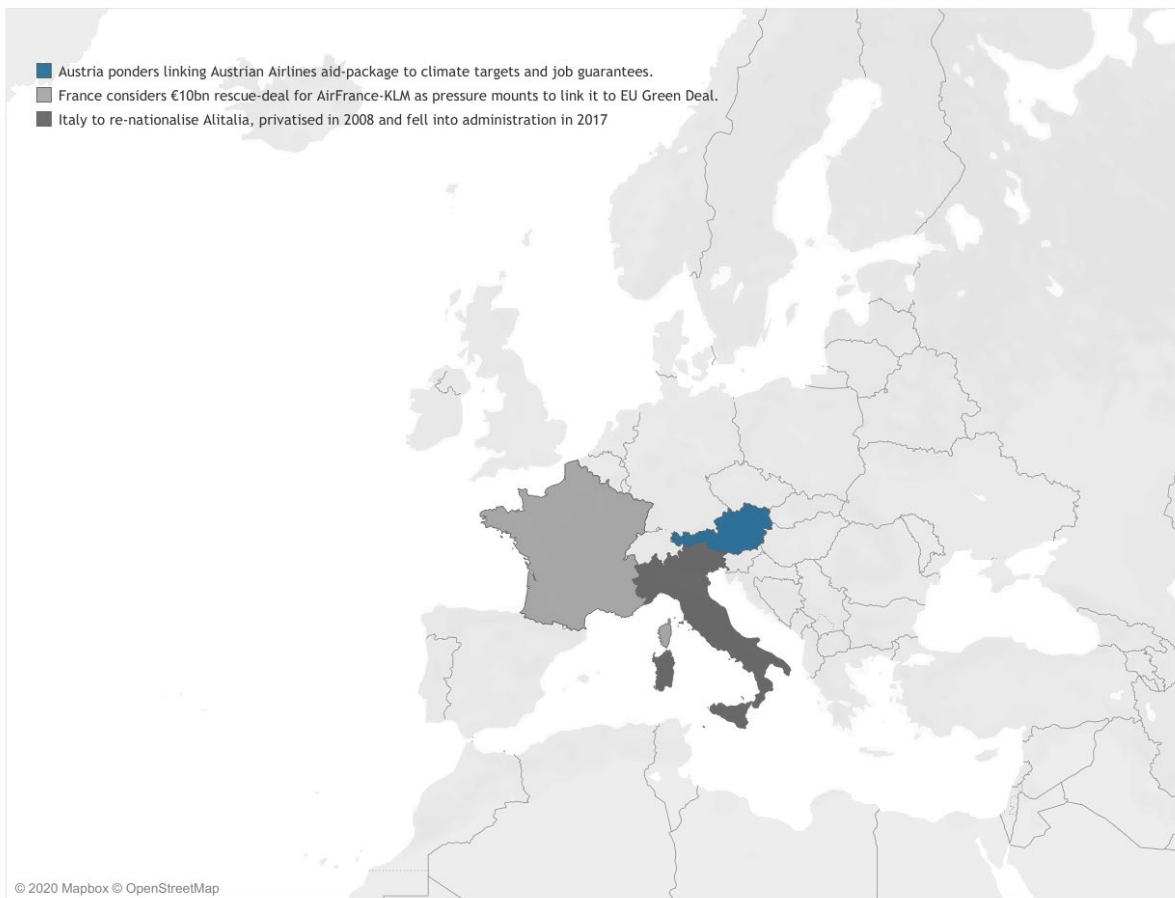 Austria ponders linking Austrian Airlines aid-package to climate targets and job guarantees.
France considers €10bn rescue-deal for AirFrance-KLM as pressure mounts to link it to EU Green Deal.
Italy to re-nationalise Alitalia, privatised in 2008 and fell into administration in 2017
© 2020 Mapbox © OpenStreetMap